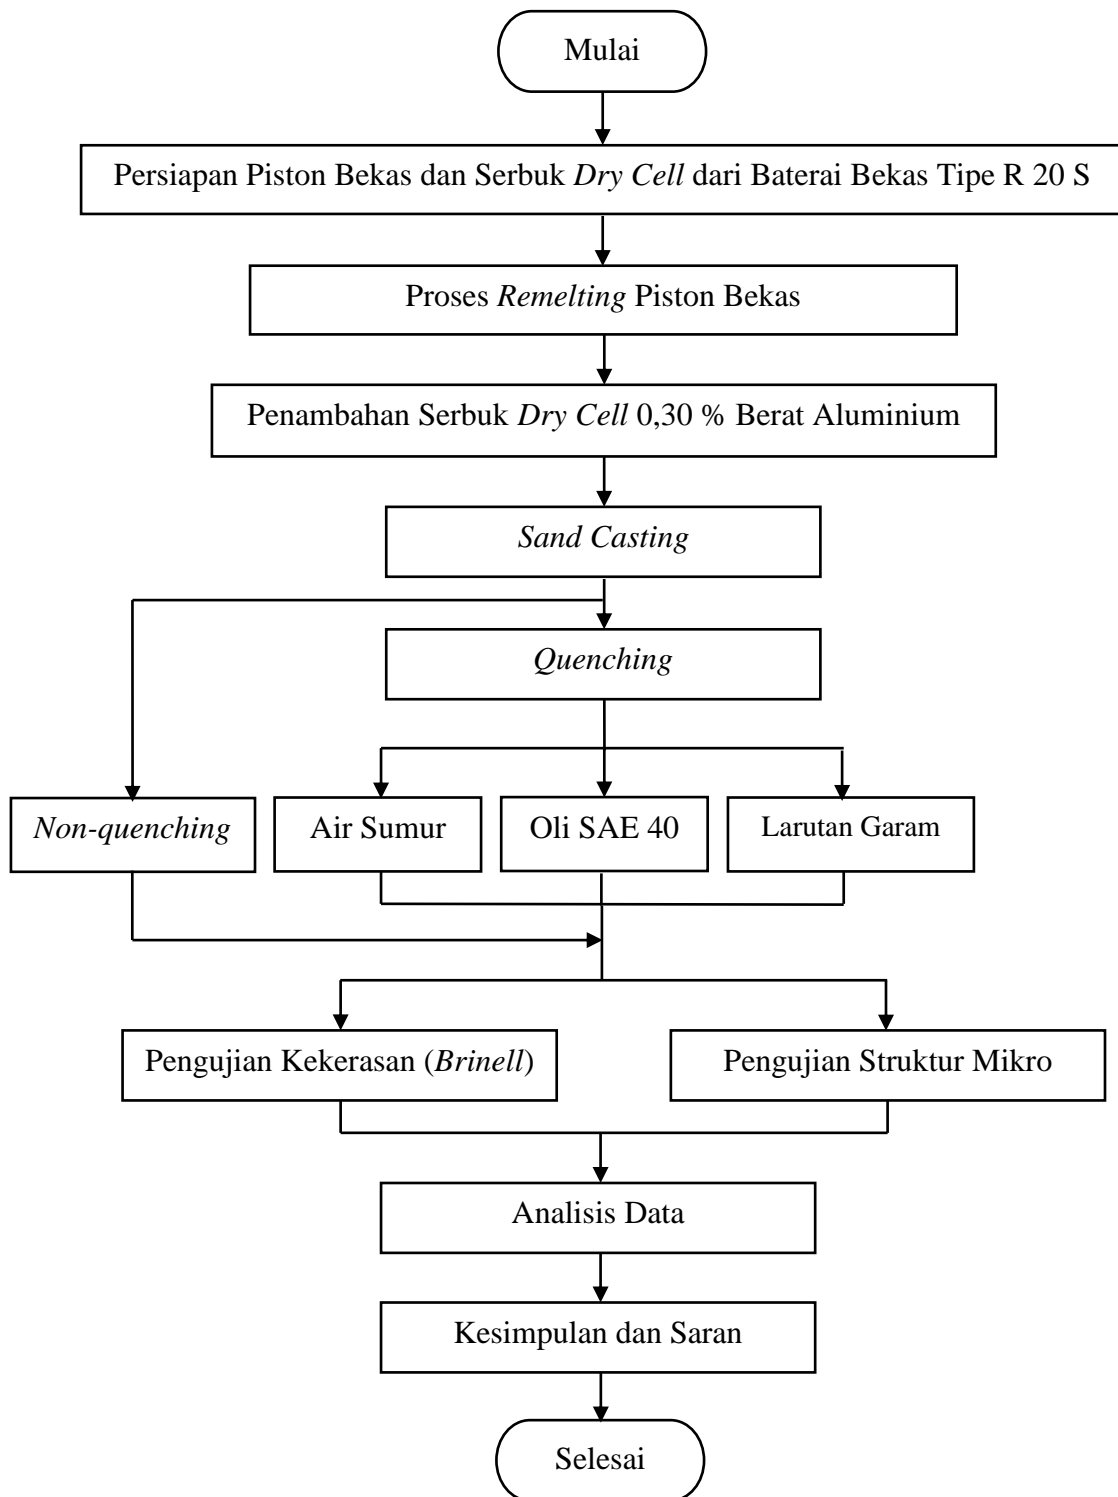 Mulai
Persiapan Piston Bekas dan Serbuk Dry Cell dari Baterai Bekas Tipe R 20 S
Proses Remelting Piston Bekas
Penambahan Serbuk Dry Cell 0,30 % Berat Aluminium
Sand Casting
Quenching
Non-quenching
Air Sumur
Oli SAE 40
Larutan Garam
Pengujian Kekerasan (Brinell)
Pengujian Struktur Mikro
Analisis Data
Kesimpulan dan Saran
Selesai